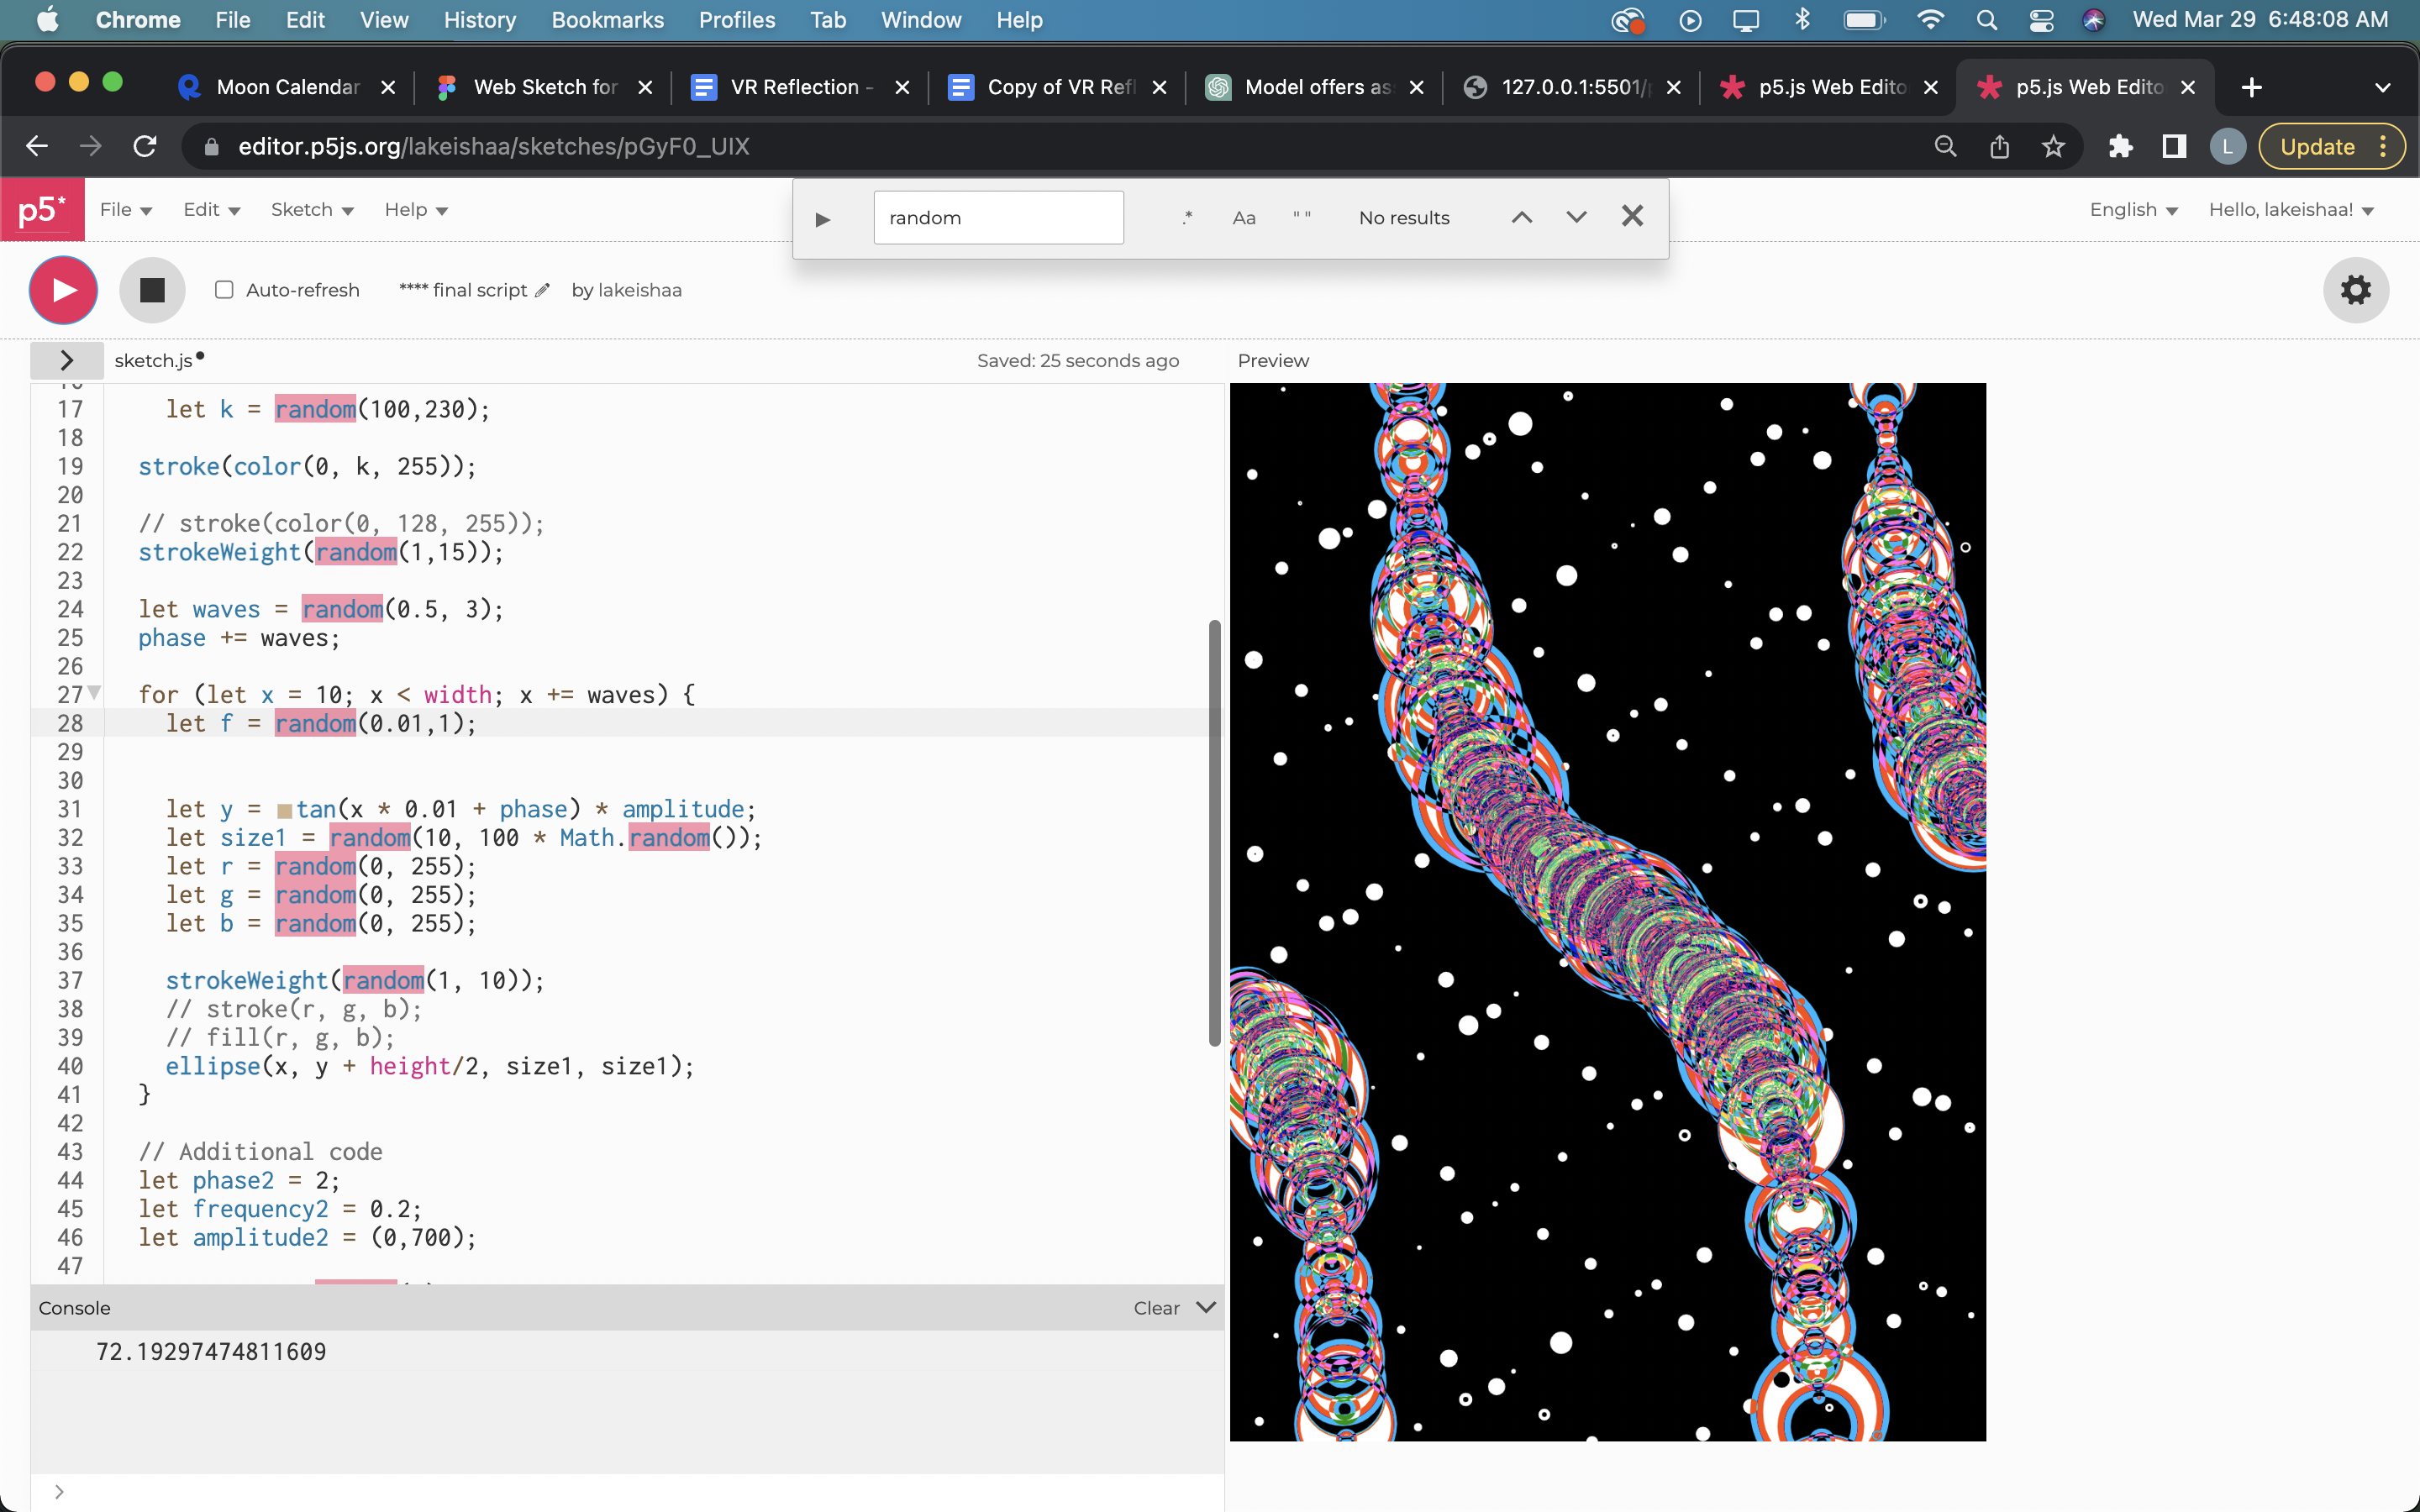 Chrome File Edit View History Bookmarks Profiles Tab Window Help Wed Mar 29 6:48:08 AM
Moon Calendar Web Sketch for VR Reflection - Copy of VR Refl Model offers as 127.0.0.1:5501/ p5.js Web Edito p5.js Web Edito
editor.p5js.org/lakeishaa/sketches/pGyF0_UIX L Update
p5* File Edit Sketch Help random .* Aa " " No results English Hello, lakeishaa!
Auto-refresh **** final script by lakeishaa
sketch.js Saved: 25 seconds ago Preview
17 let k = random(100,230);
18
19 stroke(color(0, k, 255));
20
21 // stroke(color(0, 128, 255));
22 strokeWeight(random(1,15));
23
24 let waves = random(0.5, 3);
25 phase += waves;
26
27 for (let x = 10; x < width; x += waves) {
28 let f = random(0.01,1);
29
30
31 let y = tan(x * 0.01 + phase) * amplitude;
32 let size1 = random(10, 100 * Math.random());
33 let r = random(0, 255);
34 let g = random(0, 255);
35 let b = random(0, 255);
36
37 strokeWeight(random(1, 10));
38 // stroke(r, g, b);
39 // fill(r, g, b);
40 ellipse(x, y + height/2, size1, size1);
41 }
42
43 // Additional code
44 let phase2 = 2;
45 let frequency2 = 0.2;
46 let amplitude2 = (0,700);
47
Console Clear
72.19297474811609